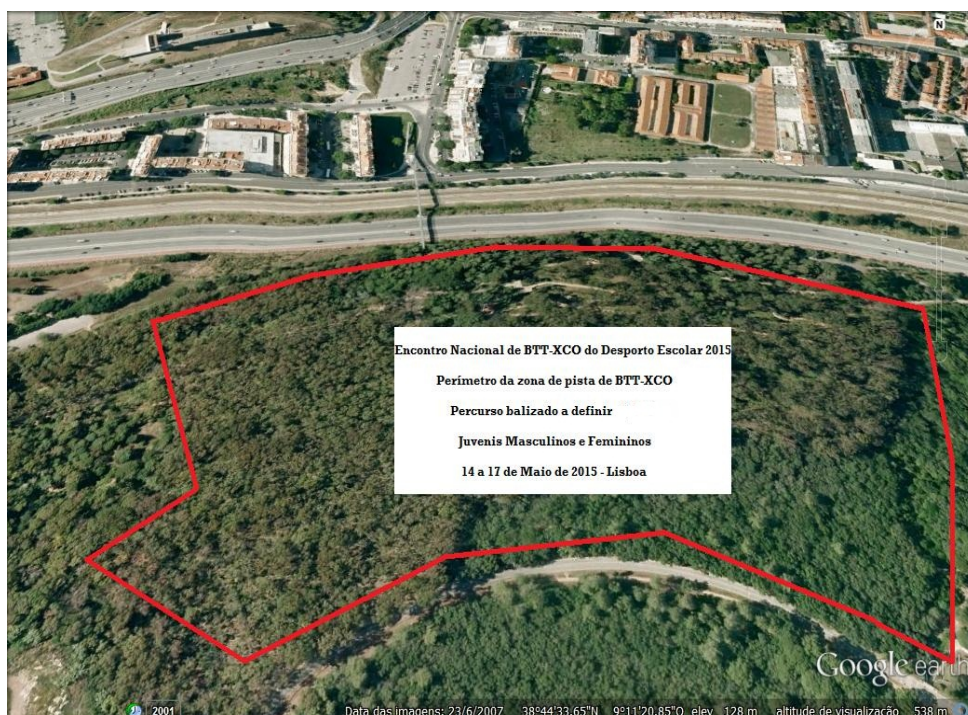 N
Encontro Nacional de BTT-XCO do Desporto Escolar 2015
Perímetro da zona de pista de BTT-XCO
Percurso balizado a definir
Juvenis Masculinos e Femininos
14 a 17 de Maio de 2015 - Lisboa
Google earth
2001 Data das imagens: 23/6/2007 38°44'33.65"N 9°11'20.85"O elev 128 m altitude de visualização 538 m